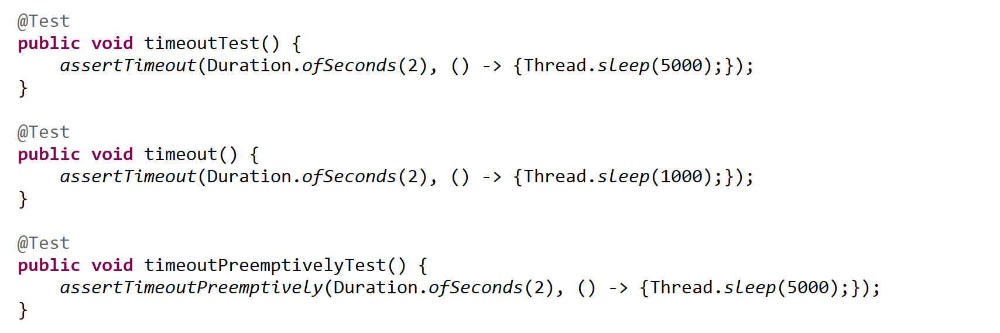 @Test
public void timeoutTest() {
    assertTimeout(Duration.ofSeconds(2), () -> {Thread.sleep(5000);});
}

@Test
public void timeout() {
    assertTimeout(Duration.ofSeconds(2), () -> {Thread.sleep(1000);});
}

@Test
public void timeoutPreemptivelyTest() {
    assertTimeoutPreemptively(Duration.ofSeconds(2), () -> {Thread.sleep(5000);});
}